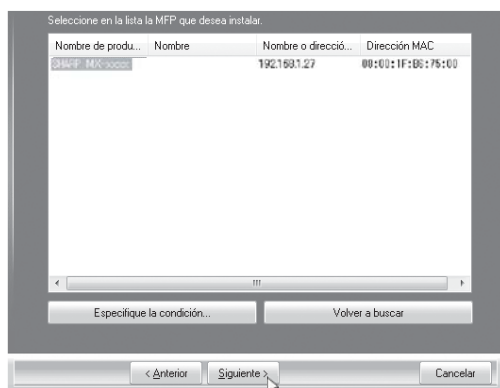 Seleccione en la lista la MFP que desea instalar.
Nombre de produ... Nombre Nombre o direcció... Dirección MAC
SHARP MX-xxxx 192.168.1.27 00:00:1F:B6:75:00
Especifique la condición... Volver a buscar
< Anterior Siguiente > Cancelar